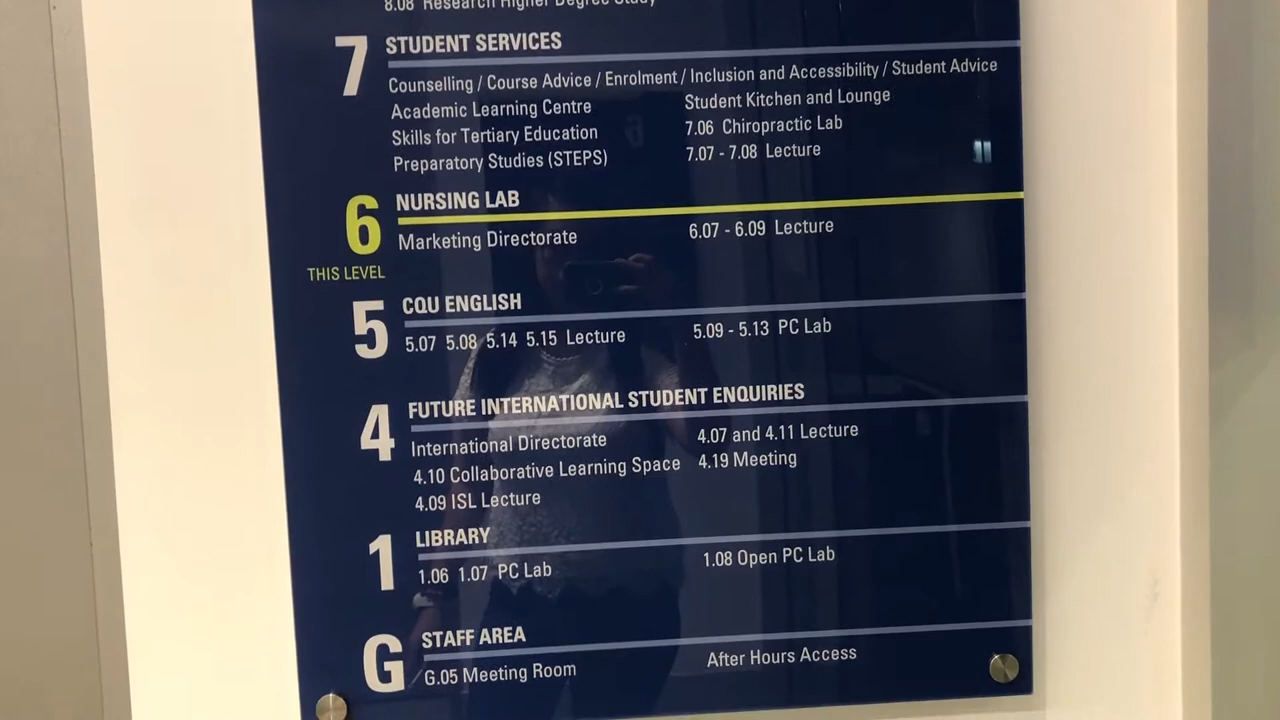 8.08 Research Higher Degree Study
7 STUDENT SERVICES
Counselling / Course Advice / Enrolment / Inclusion and Accessibility / Student Advice
Academic Learning Centre Student Kitchen and Lounge
Skills for Tertiary Education 7.06 Chiropractic Lab
Preparatory Studies (STEPS) 7.07 - 7.08 Lecture
6 NURSING LAB
Marketing Directorate 6.07 - 6.09 Lecture
THIS LEVEL
5 CQU ENGLISH
5.07 5.08 5.14 5.15 Lecture 5.09 - 5.13 PC Lab
4 FUTURE INTERNATIONAL STUDENT ENQUIRIES
International Directorate 4.07 and 4.11 Lecture
4.10 Collaborative Learning Space 4.19 Meeting
4.09 ISL Lecture
1 LIBRARY
1.06 1.07 PC Lab 1.08 Open PC Lab
G STAFF AREA
G.05 Meeting Room After Hours Access